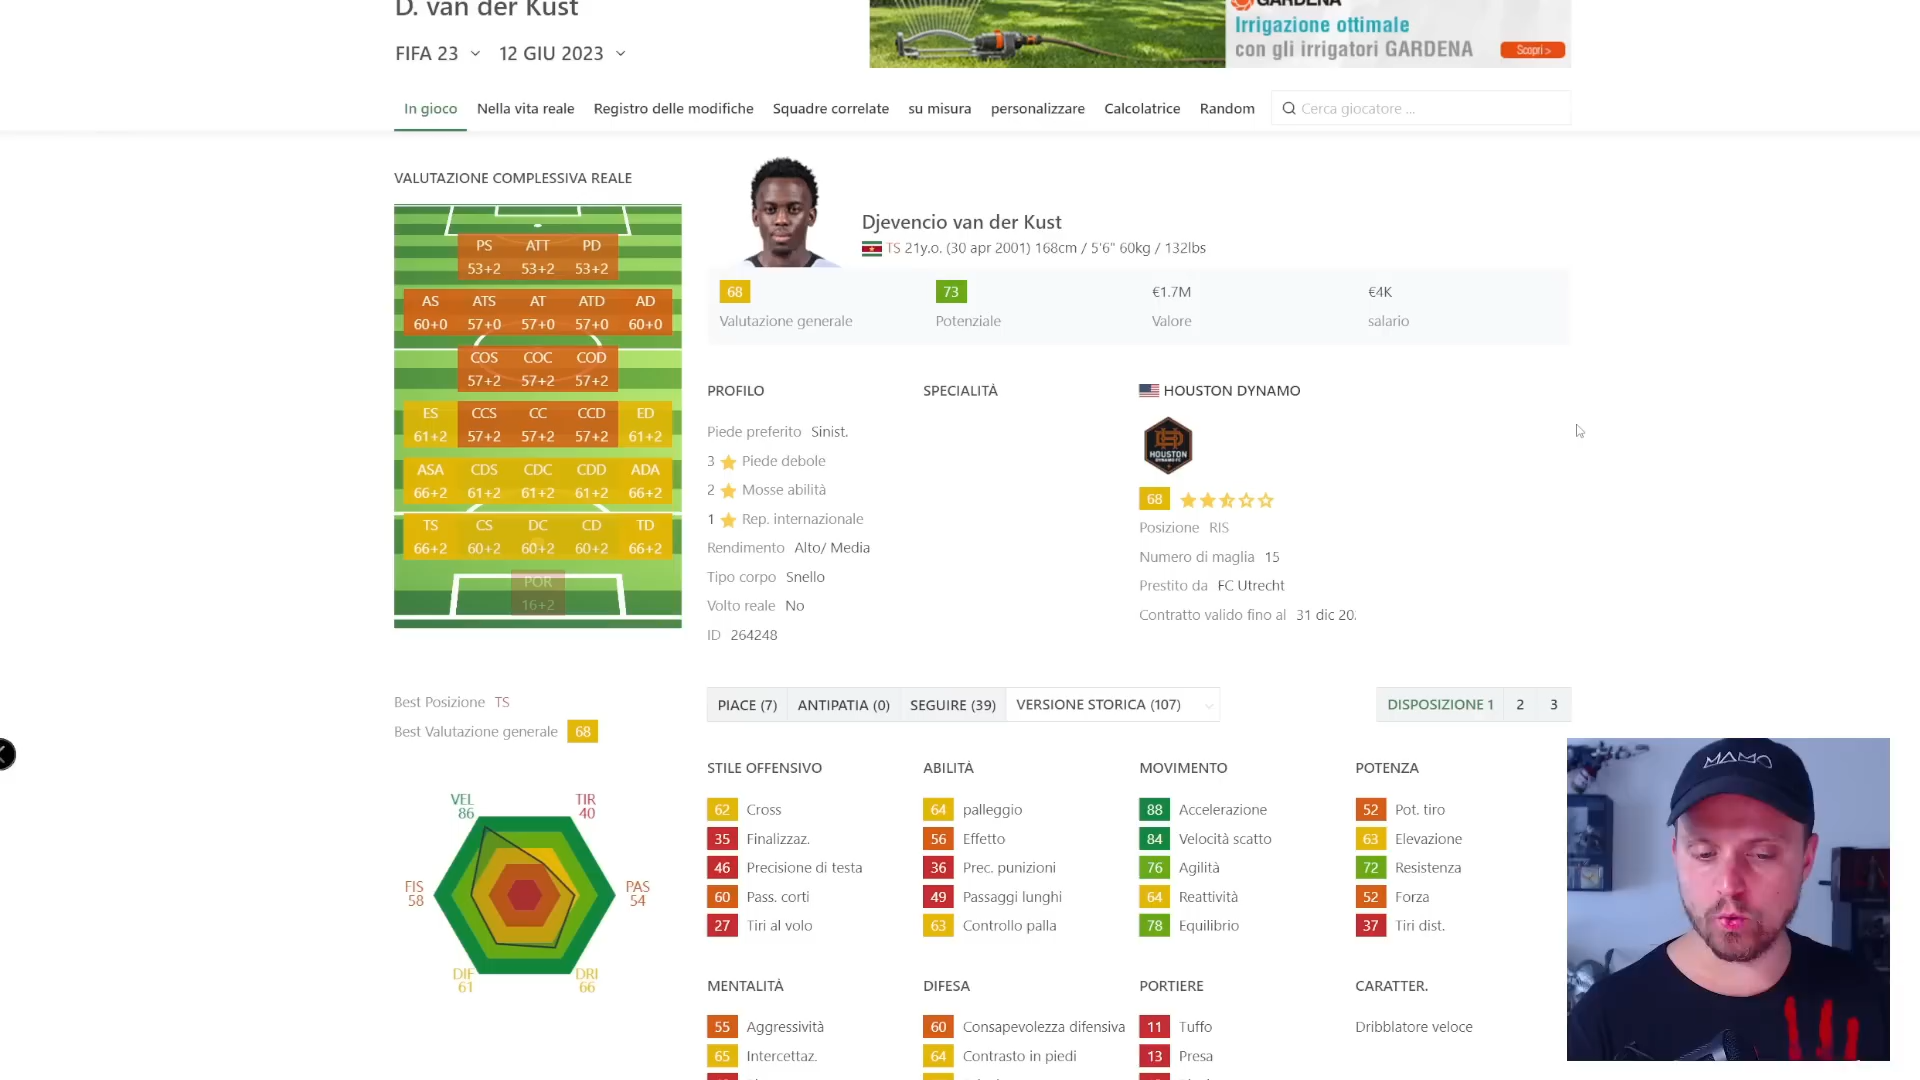 D. van der Kust
FIFA 23
12 GIU 2023
GARDENA
Irrigazione ottimale
con gli irrigatori GARDENA
Scopri >
In gioco
Nella vita reale
Registro delle modifiche
Squadre correlate
su misura
personalizzare
Calcolatrice
Random
Cerca giocatore ...
VALUTAZIONE COMPLESSIVA REALE
PS ATT PD
53+2 53+2 53+2
AS ATS AT ATD AD
60+0 57+0 57+0 57+0 60+0
COS COC COD
57+2 57+2 57+2
ES CCS CC CCD ED
61+2 57+2 57+2 57+2 61+2
ASA CDS CDC CDD ADA
66+2 61+2 61+2 61+2 66+2
TS CS DC CD TD
66+2 60+2 60+2 60+2 66+2
POR
16+2
Best Posizione TS
Best Valutazione generale 68
VEL
86
TIR
40
FIS
58
PAS
54
DIF
61
DRI
66
Djevencio van der Kust
TS 21y.o. (30 apr 2001) 168cm / 5'6" 60kg / 132lbs
68
Valutazione generale
73
Potenziale
€1.7M
Valore
€4K
salario
PROFILO
Piede preferito Sinist.
3 Piede debole
2 Mosse abilità
1 Rep. internazionale
Rendimento Alto/ Media
Tipo corpo Snello
Volto reale No
ID 264248
SPECIALITÀ
HOUSTON DYNAMO
HOUSTON
68
Posizione RIS
Numero di maglia 15
Prestito da FC Utrecht
Contratto valido fino al 31 dic 20
PIACE (7)
ANTIPATIA (0)
SEGUIRE (39)
VERSIONE STORICA (107)
DISPOSIZIONE 1
2
3
STILE OFFENSIVO
62 Cross
35 Finalizzaz.
46 Precisione di testa
60 Pass. corti
27 Tiri al volo
ABILITÀ
64 palleggio
56 Effetto
36 Prec. punizioni
49 Passaggi lunghi
63 Controllo palla
MOVIMENTO
88 Accelerazione
84 Velocità scatto
76 Agilità
64 Reattività
78 Equilibrio
POTENZA
52 Pot. tiro
63 Elevazione
72 Resistenza
52 Forza
37 Tiri dist.
MENTALITÀ
55 Aggressività
65 Intercettaz.
DIFESA
60 Consapevolezza difensiva
64 Contrasto in piedi
PORTIERE
11 Tuffo
13 Presa
CARATTER.
Dribblatore veloce
MAMO